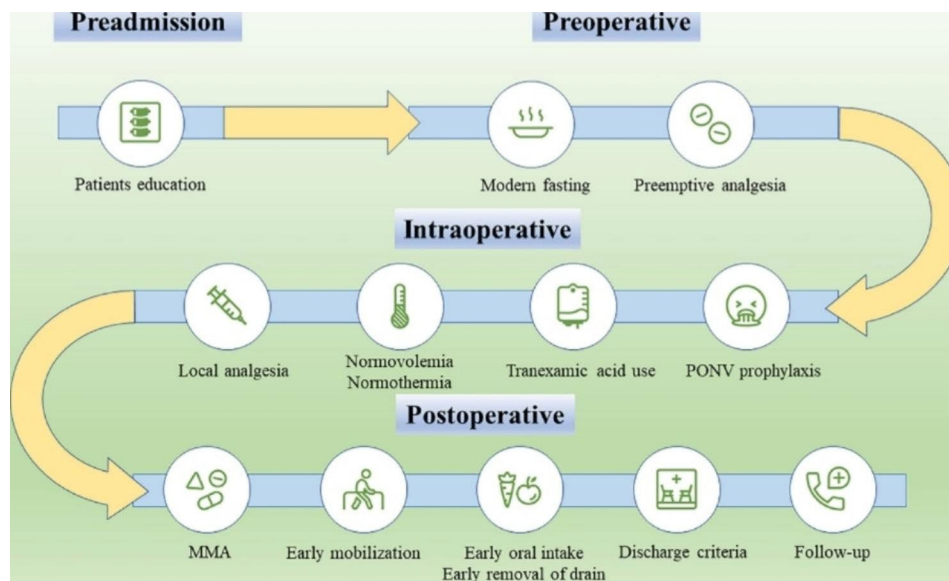 Preadmission
Preoperative
Patients education
Modern fasting
Preemptive analgesia
Intraoperative
Local analgesia
Normovolemia
Normothermia
Tranexamic acid use
PONV prophylaxis
Postoperative
MMA
Early mobilization
Early oral intake
Early removal of drain
Discharge criteria
Follow-up